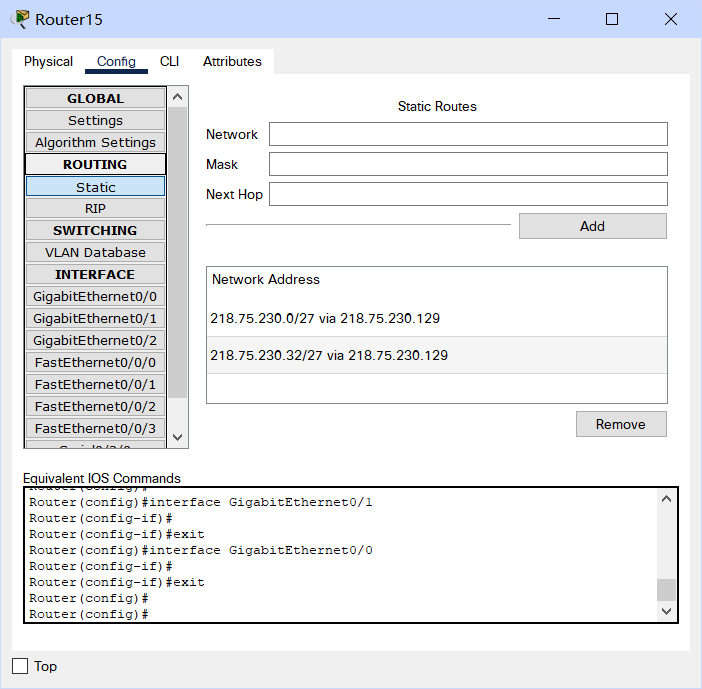 Router15
Physical Config CLI Attributes
GLOBAL
Settings
Algorithm Settings
ROUTING
Static
RIP
SWITCHING
VLAN Database
INTERFACE
GigabitEthernet0/0
GigabitEthernet0/1
GigabitEthernet0/2
FastEthernet0/0/0
FastEthernet0/0/1
FastEthernet0/0/2
FastEthernet0/0/3
Static Routes
Network
Mask
Next Hop
Add
Network Address
218.75.230.0/27 via 218.75.230.129
218.75.230.32/27 via 218.75.230.129
Remove
Equivalent IOS Commands
Router(config)#
Router(config)#interface GigabitEthernet0/1
Router(config-if)#
Router(config-if)#exit
Router(config)#interface GigabitEthernet0/0
Router(config-if)#
Router(config-if)#exit
Router(config)#
Router(config)#
Top